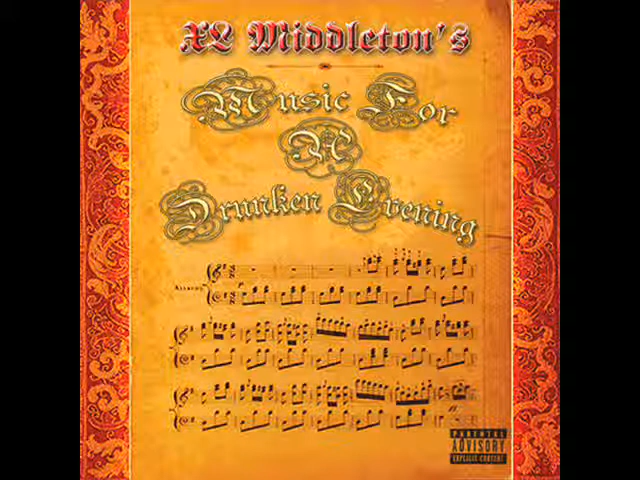 XL Middleton's
Music For
A
Drunken Evening
PARENTAL
ADVISORY
EXPLICIT CONTENT